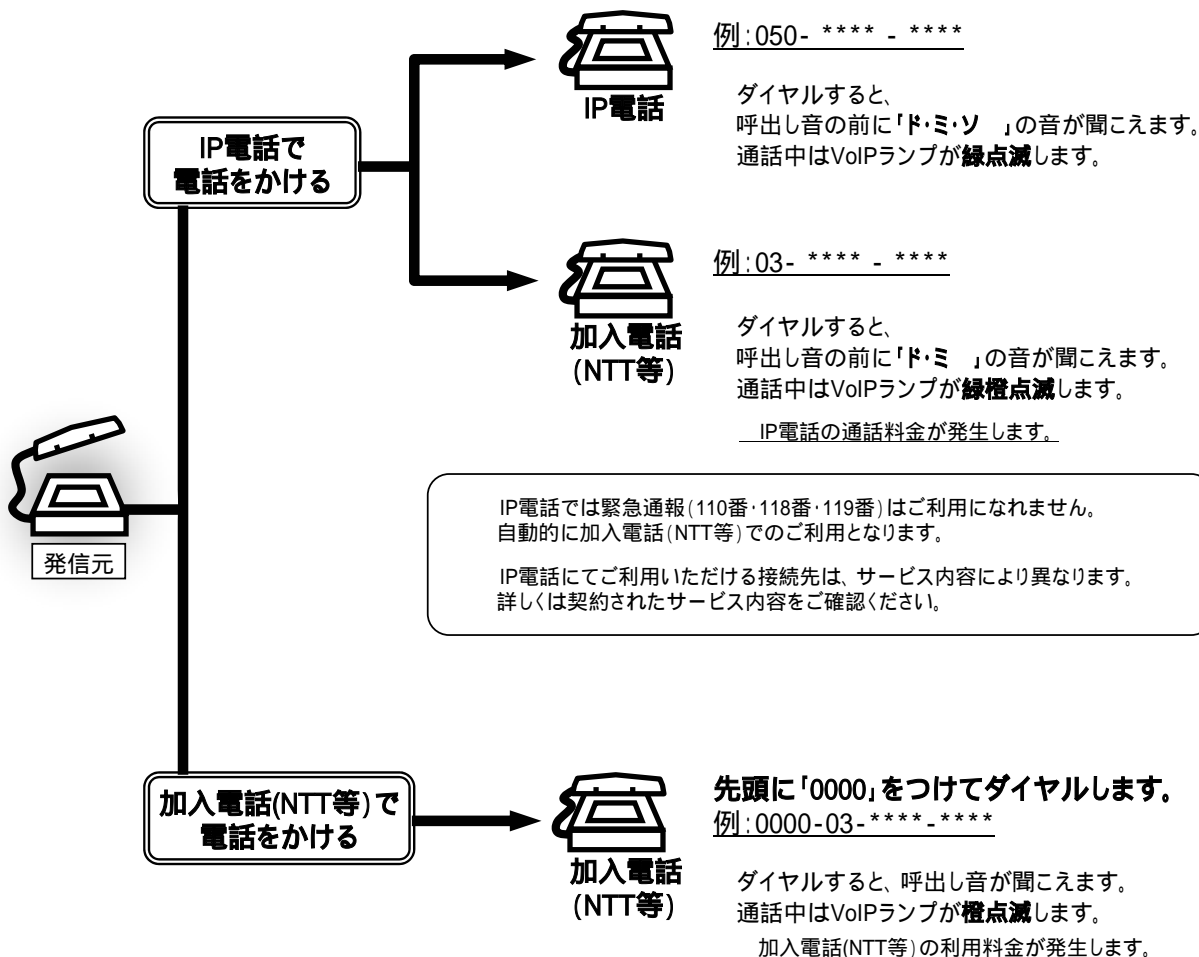 例:050- **** - ****
IP電話
ダイヤルすると、
呼出し音の前に「ド・ミ・ソ 」の音が聞こえます。
通話中はVoIPランプが緑点滅します。
IP電話で
電話をかける
例:03- **** - ****
加入電話
(NTT等)
ダイヤルすると、
呼出し音の前に「ド・ミ 」の音が聞こえます。
通話中はVoIPランプが緑橙点滅します。
IP電話の通話料金が発生します。
発信元
IP電話では緊急通報(110番・118番・119番)はご利用になれません。
自動的に加入電話(NTT等)でのご利用となります。
IP電話にてご利用いただける接続先は、サービス内容により異なります。
詳しくは契約されたサービス内容をご確認ください。
加入電話(NTT等)で
電話をかける
加入電話
(NTT等)
先頭に「0000」をつけてダイヤルします。
例:0000-03-****-****
ダイヤルすると、呼出し音が聞こえます。
通話中はVoIPランプが橙点滅します。
加入電話(NTT等)の利用料金が発生します。